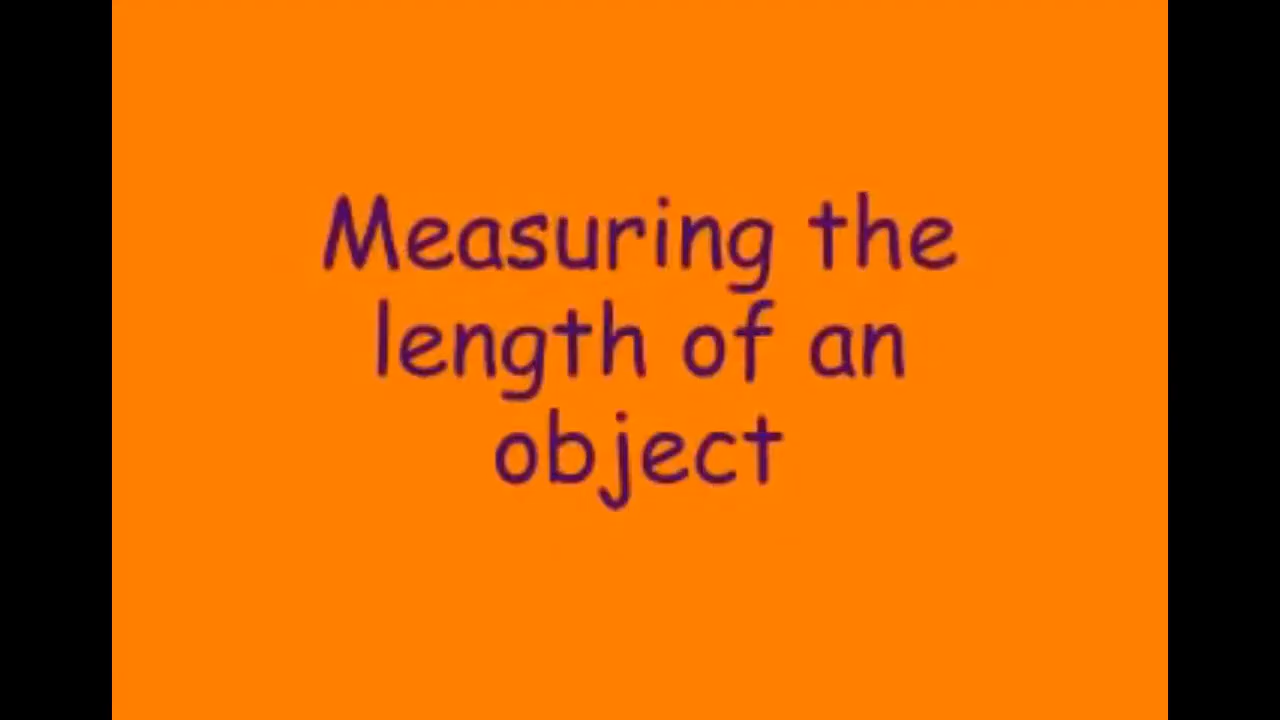 Measuring the
length of an
object